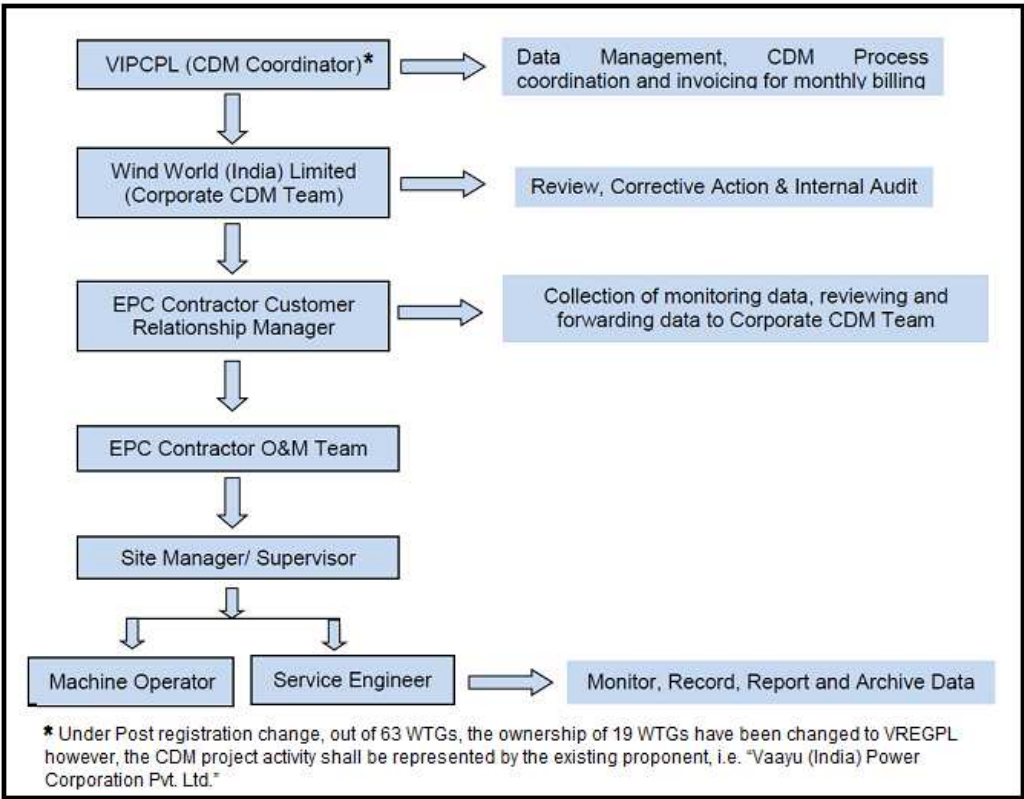 VIPCPL (CDM Coordinator)*
Data Management, CDM Process
coordination and invoicing for monthly billing
Wind World (India) Limited
(Corporate CDM Team)
Review, Corrective Action & Internal Audit
EPC Contractor Customer
Relationship Manager
Collection of monitoring data, reviewing and
forwarding data to Corporate CDM Team
EPC Contractor O&M Team
Site Manager/ Supervisor
Machine Operator
Service Engineer
Monitor, Record, Report and Archive Data
* Under Post registration change, out of 63 WTGs, the ownership of 19 WTGs have been changed to VREGPL
however, the CDM project activity shall be represented by the existing proponent, i.e. “Vaayu (India) Power
Corporation Pvt. Ltd.”